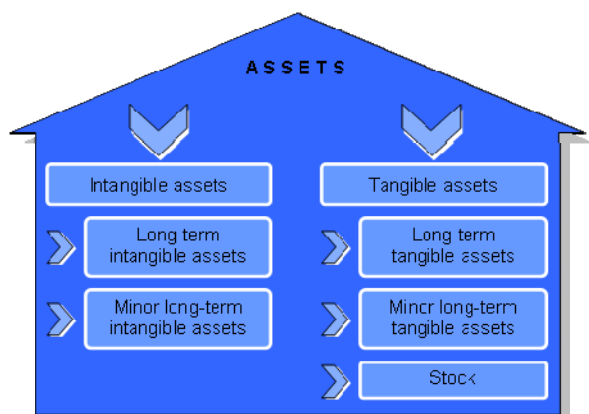 ASSETS
Intangible assets
Tangible assets
Long term
intangible assets
Long term
tangible assets
Minor long-term
intangible assets
Minor long-term
tangible assets
Stock